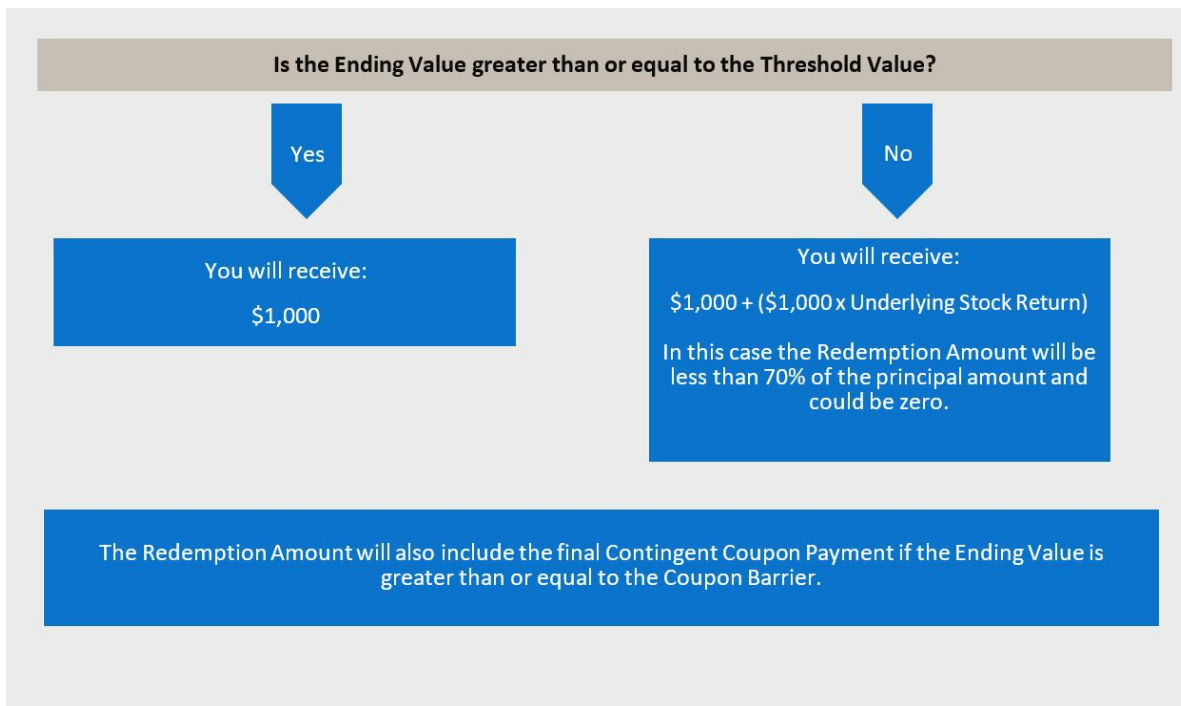 Is the Ending Value greater than or equal to the Threshold Value?
Yes
No
You will receive:
$1,000
You will receive:
$1,000 + ($1,000 x Underlying Stock Return)
In this case the Redemption Amount will be
less than 70% of the principal amount and
could be zero.
The Redemption Amount will also include the final Contingent Coupon Payment if the Ending Value is
greater than or equal to the Coupon Barrier.